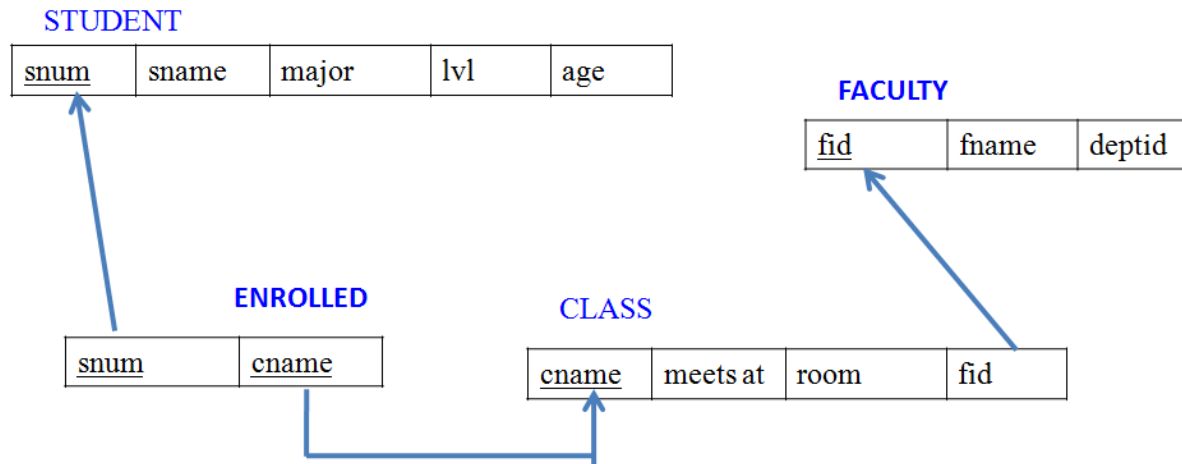 STUDENT
snum sname major lvl age
FACULTY
fid fname deptid
ENROLLED
snum cname
CLASS
cname meets at room fid